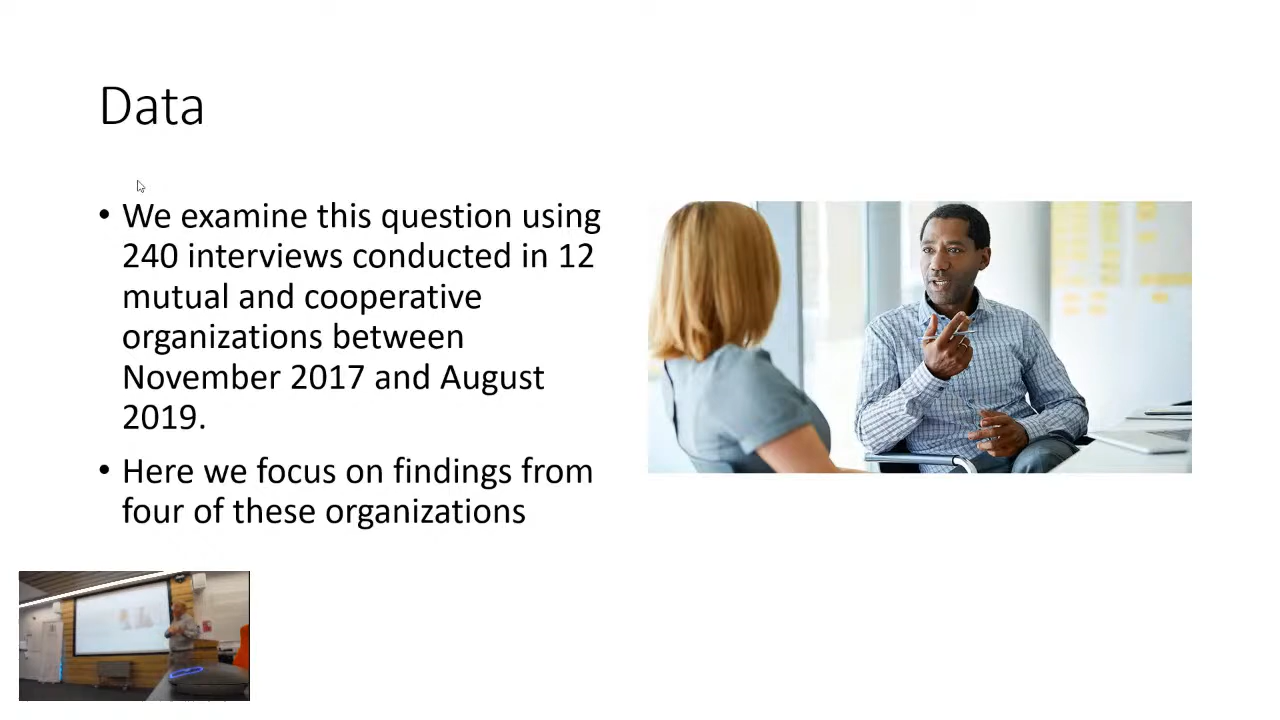 Data
• We examine this question using
240 interviews conducted in 12
mutual and cooperative
organizations between
November 2017 and August
2019.
• Here we focus on findings from
four of these organizations